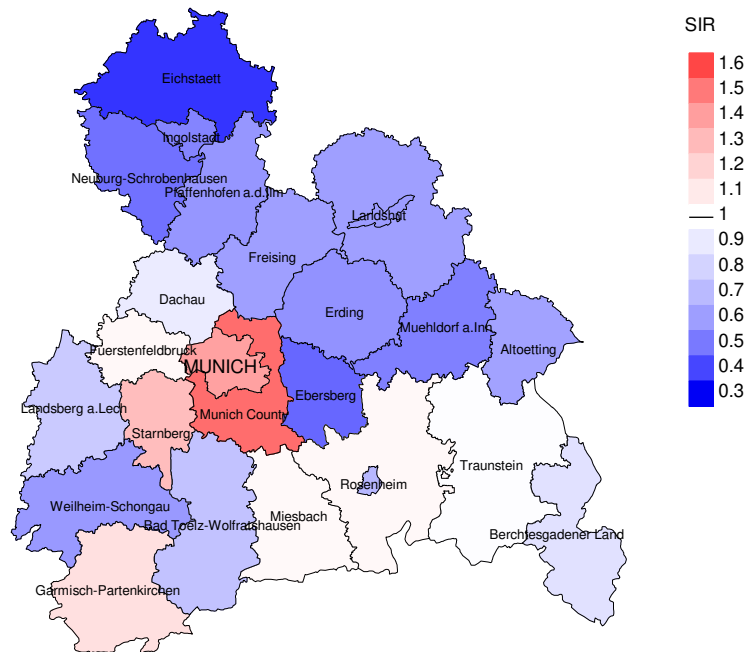 SIR
1.6
1.5
1.4
1.3
1.2
1.1
1
0.9
0.8
0.7
0.6
0.5
0.4
0.3
Eichstaett
Ingolstadt
Neuburg-Schrobenhausen
Pfaffenhofen a.d.Ilm
Landshut
Freising
Dachau
Erding
Muehldorf a.Inn
Altoetting
Fuerstenfeldbruck
MUNICH
Ebersberg
Landsberg a.Lech
Munich County
Starnberg
Traunstein
Rosenheim
Weilheim-Schongau
Miesbach
Bad Toelz-Wolfratshausen
Berchtesgadener Land
Garmisch-Partenkirchen